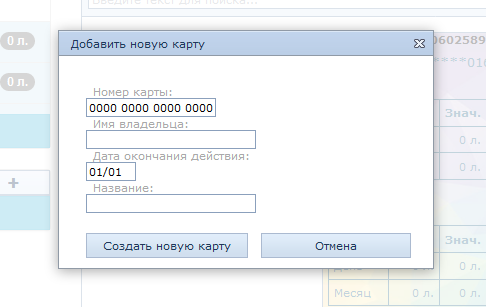 Введите текст для поиска...
0 л.
0602589
Добавить новую карту
0 л.
Номер карты:
0000 0000 0000 0000
Знач.
Имя владельца:
0 л.
Дата окончания действия:
01/01
0 л.
+
Название:
Создать новую карту
Отмена
Знач.
0 л.
0 л.
Месяц
0 л.
0 л.